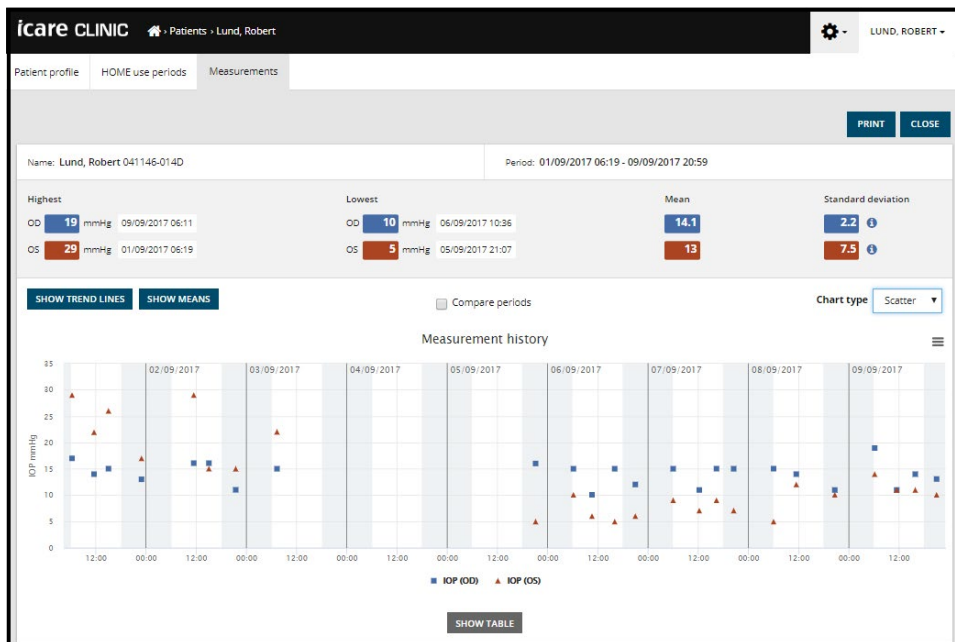 icare CLINIC › Patients › Lund, Robert LUND, ROBERT
Patient profile HOME use periods Measurements
PRINT CLOSE
Name: Lund, Robert 041146-014D Period: 01/09/2017 06:19 - 09/09/2017 20:59
Highest Lowest Mean Standard deviation
OD 19 mmHg 09/09/2017 06:11 OD 10 mmHg 06/09/2017 10:36 14.1 2.2
OS 29 mmHg 01/09/2017 06:19 OS 5 mmHg 05/09/2017 21:07 13 7.5
SHOW TREND LINES SHOW MEANS Compare periods Chart type Scatter
Measurement history
02/09/2017 03/09/2017 04/09/2017 05/09/2017 06/09/2017 07/09/2017 08/09/2017 09/09/2017
IOP mmHg
35
30
25
20
15
10
5
0
12:00 00:00 12:00 00:00 12:00 00:00 12:00 00:00 12:00 00:00 12:00 00:00 12:00 00:00 12:00 00:00 12:00
IOP (OD) IOP (OS)
SHOW TABLE